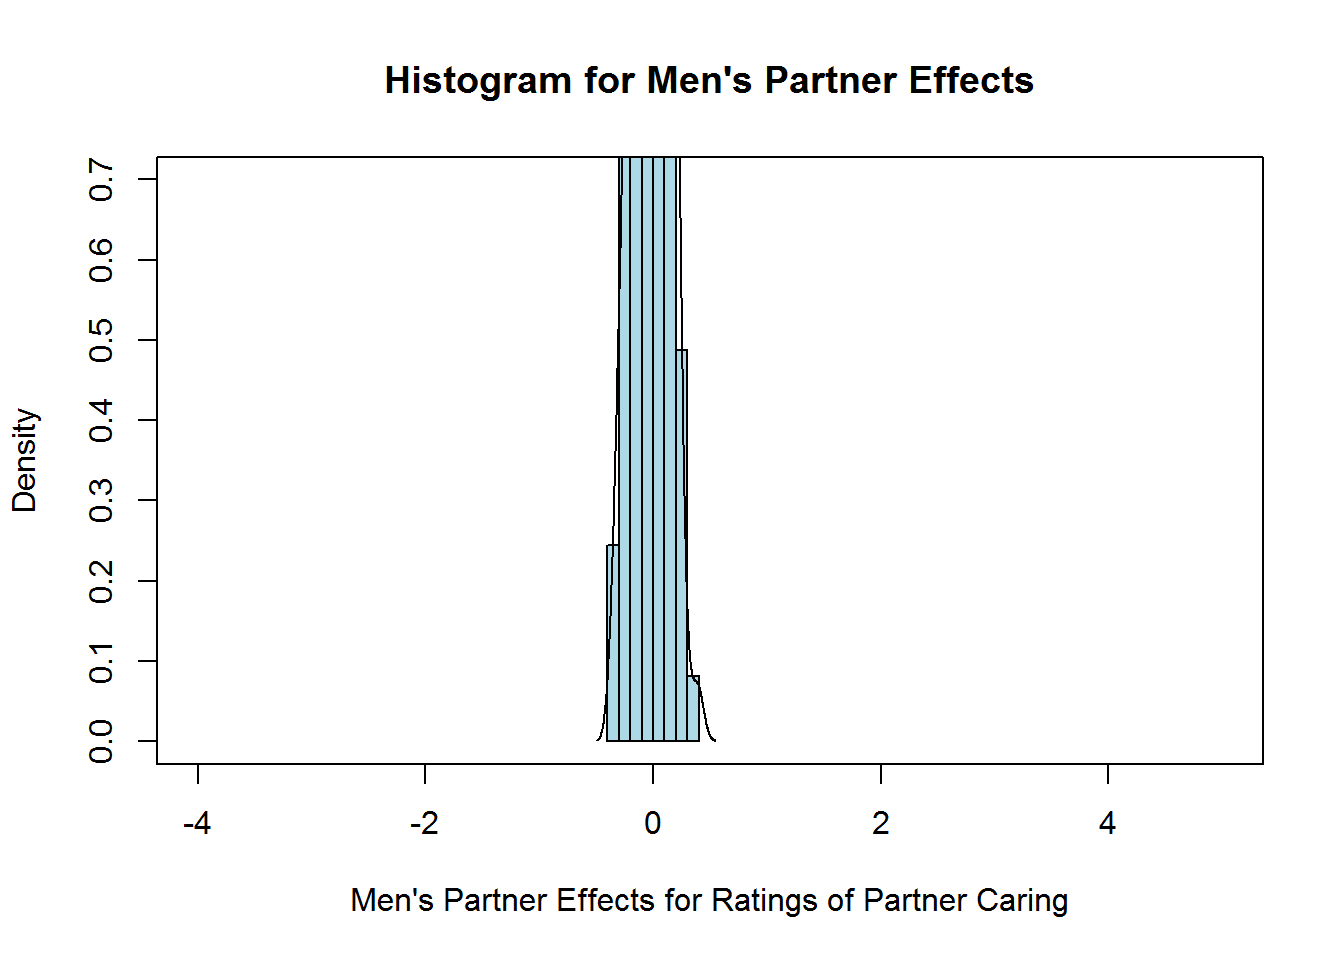 Histogram for Men's Partner Effects
Density
0.7
0.6
0.5
0.4
0.3
0.2
0.1
0.0
-4 -2 0 2 4
Men's Partner Effects for Ratings of Partner Caring